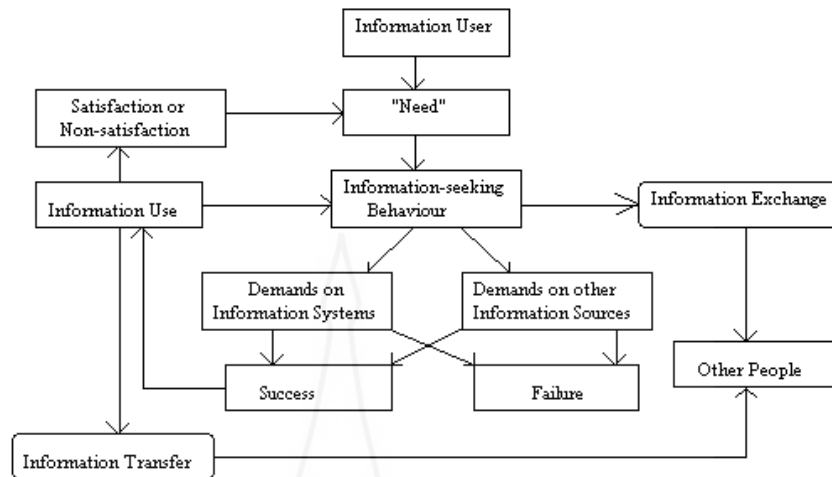 Information User
Satisfaction or
Non-satisfaction
"Need"
Information Use
Information-seeking
Behaviour
Information Exchange
Demands on
Information Systems
Demands on other
Information Sources
Success
Failure
Other People
Information Transfer